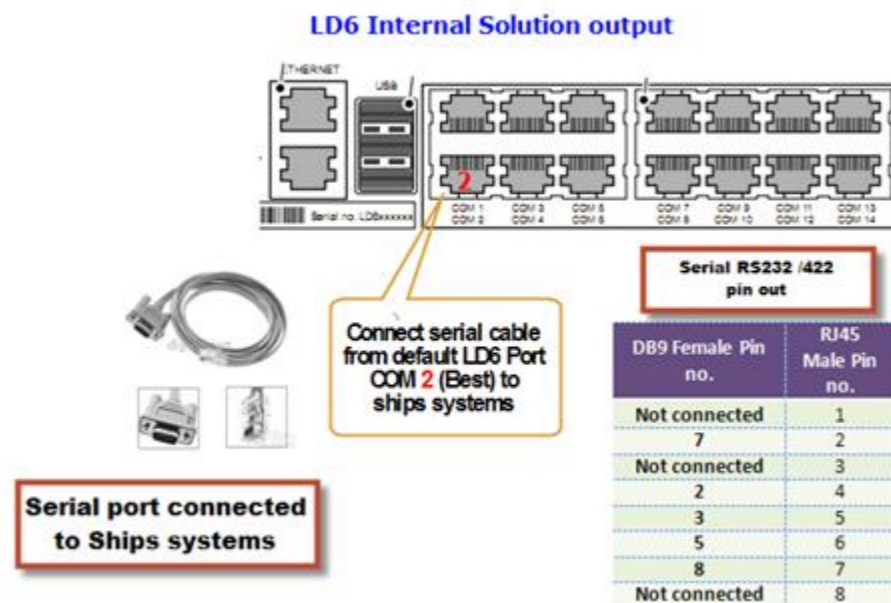 LD6 Internal Solution output
ETHERNET
USB
2
Serial no. LD6xxxxxx
COM 1 COM 3 COM 5 COM 7 COM 9 COM 11 COM 13
COM 2 COM 4 COM 6 COM 8 COM 10 COM 12 COM 14
Connect serial cable
from default LD6 Port
COM 2 (Best) to
ships systems
Serial port connected
to Ships systems
Serial RS232 /422
pin out
DB9 Female Pin no. RJ45 Male Pin no.
Not connected 1
7 2
Not connected 3
2 4
3 5
5 6
8 7
Not connected 8